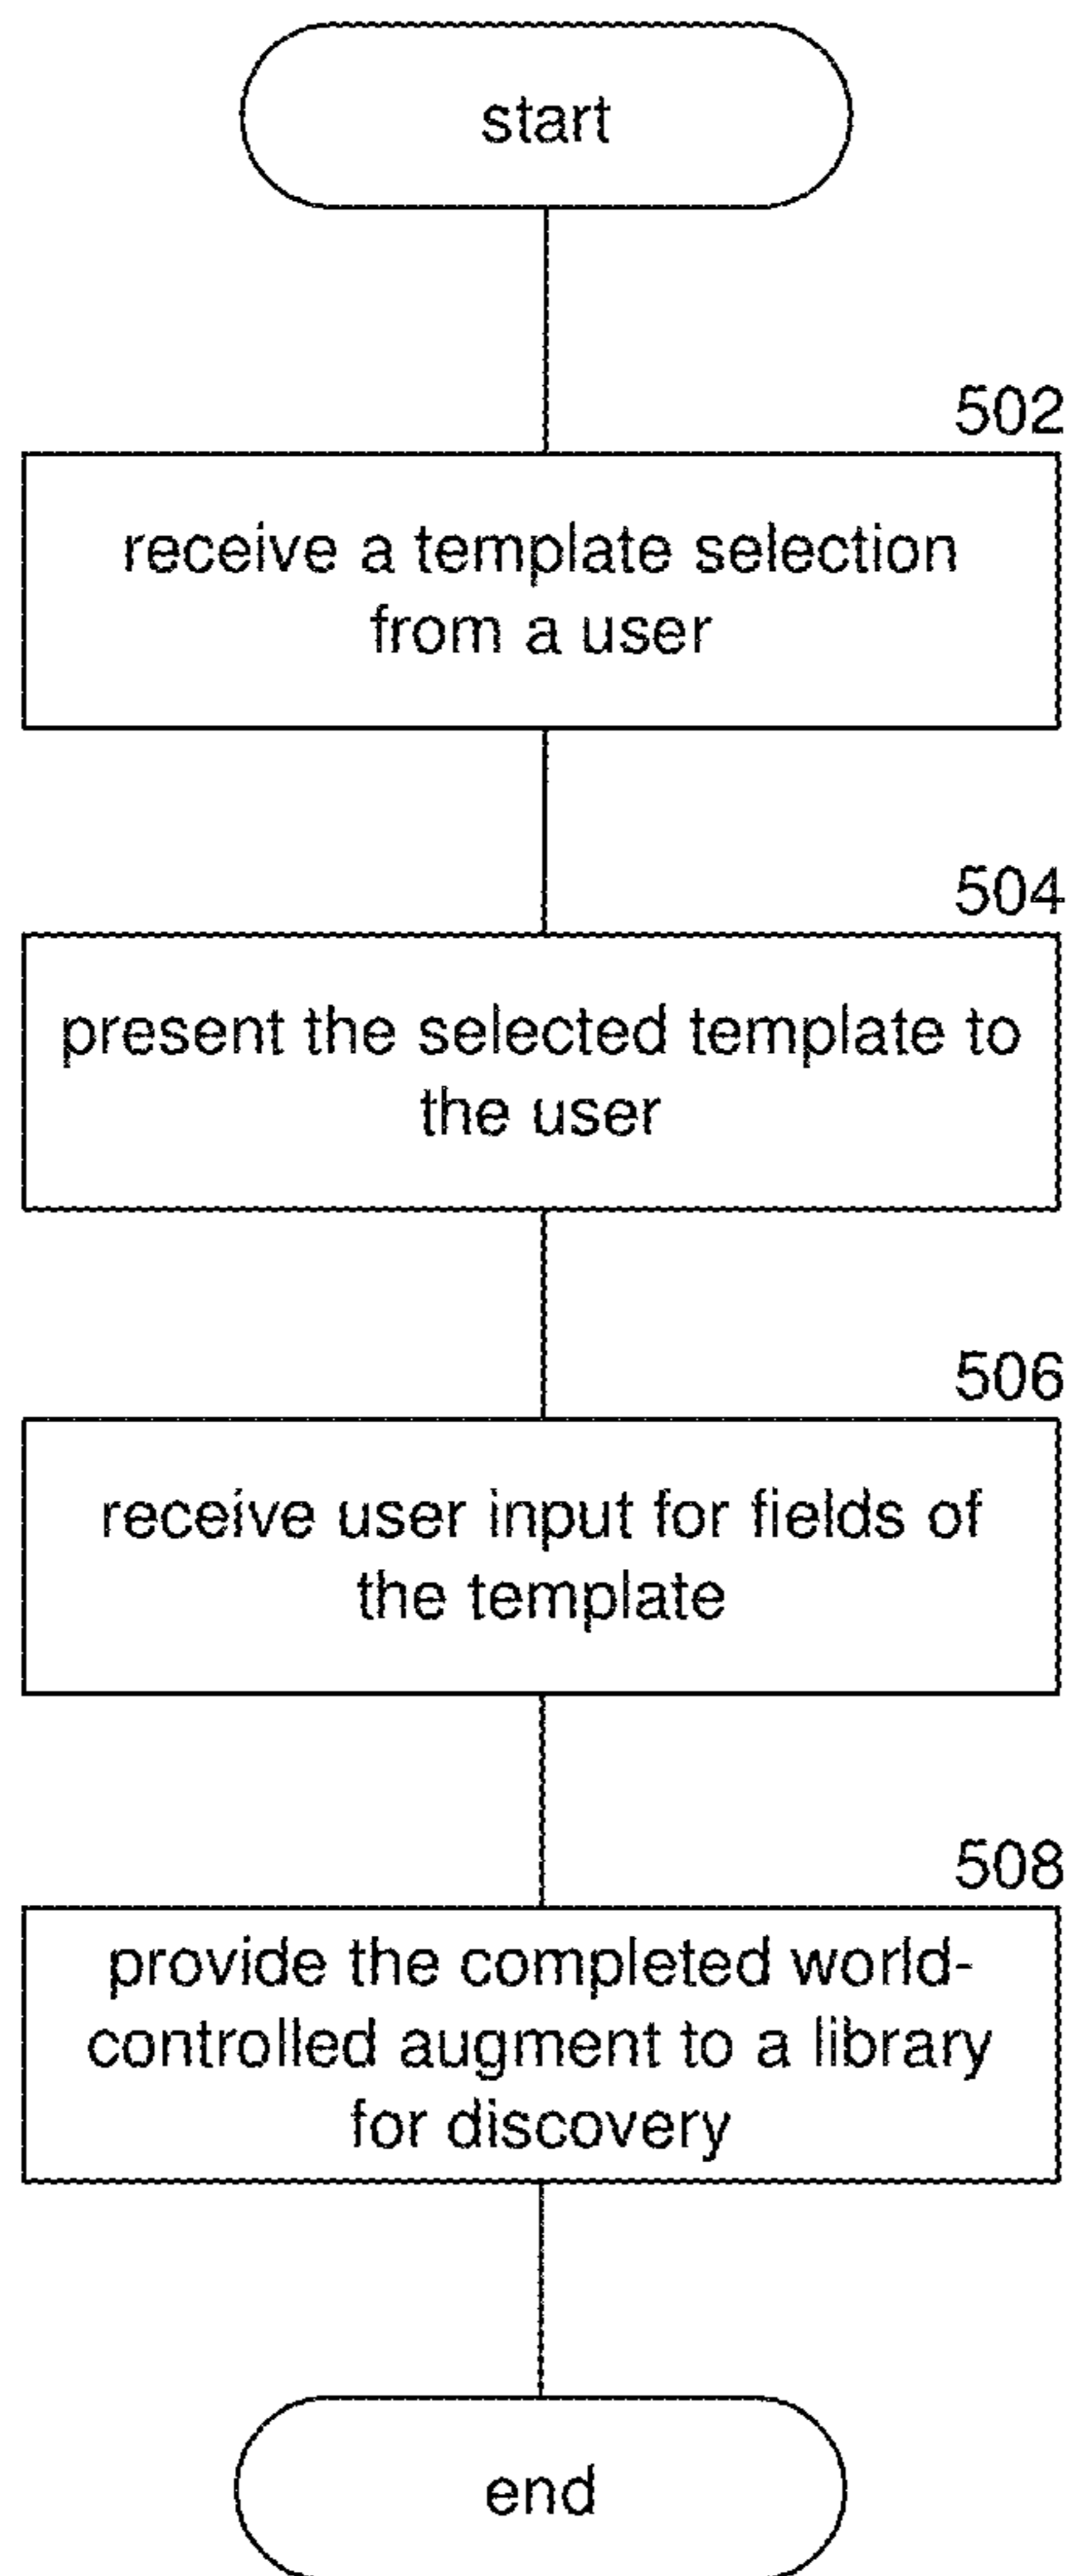 start
502
receive a template selection
from a user
504
present the selected template to
the user
506
receive user input for fields of
the template
508
provide the completed world-
controlled augment to a library
for discovery
end